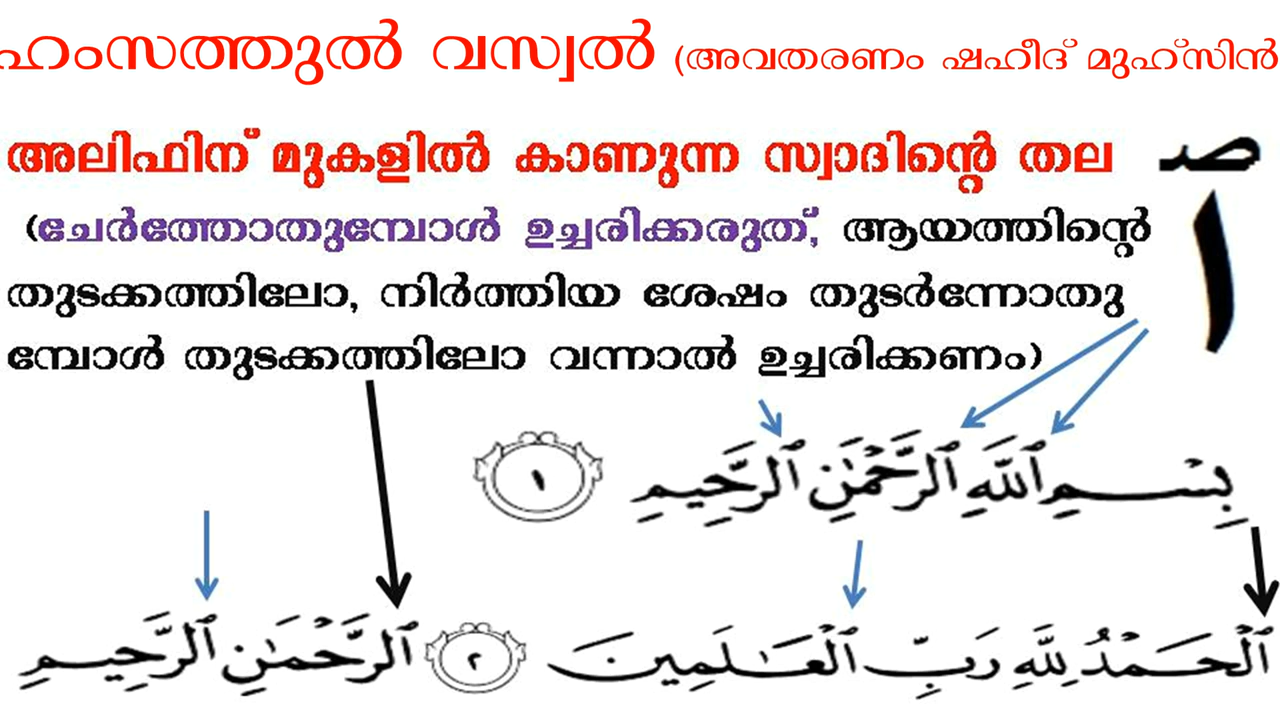 ഹംസത്തുൽ വസ്വൽ (അവതരണം ഷഹീദ് മുഹ്സിൻ
അലിഫിന് മുകളിൽ കാണുന്ന സ്വാദിന്റെ തല صـ
(ചേർത്തോതുമ്പോൾ ഉച്ചരിക്കരുത്, ആയത്തിന്റെ ا
തുടക്കത്തിലോ, നിർത്തിയ ശേഷം തുടർന്നോതു
മ്പോൾ തുടക്കത്തിലോ വന്നാൽ ഉച്ചരിക്കണം)
بِسْمِ ٱللَّهِ ٱلرَّحْمَٰنِ ٱلرَّحِيمِ ١
ٱلْحَمْدُ لِلَّهِ رَبِّ ٱلْعَٰلَمِينَ ٢ ٱلرَّحْمَٰنِ ٱلرَّحِيمِ